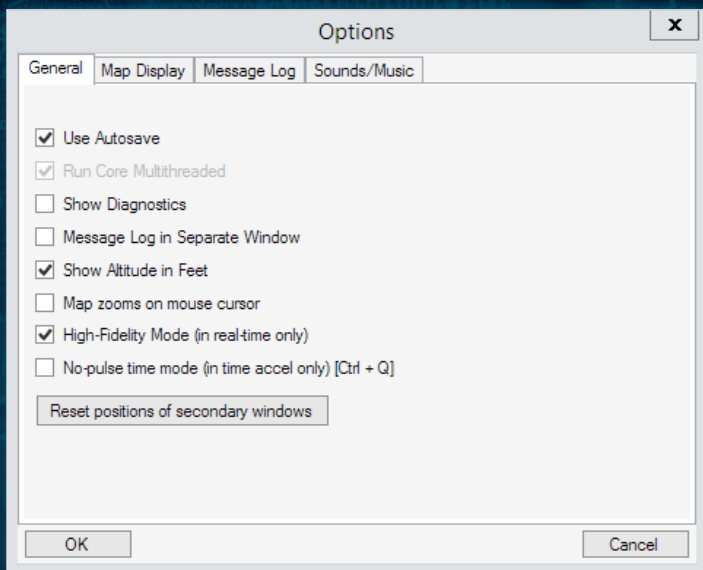 Options
x
General Map Display Message Log Sounds/Music
Use Autosave
Run Core Multithreaded
Show Diagnostics
Message Log in Separate Window
Show Altitude in Feet
Map zooms on mouse cursor
High-Fidelity Mode (in real-time only)
No-pulse time mode (in time accel only) [Ctrl + Q]
Reset positions of secondary windows
OK Cancel